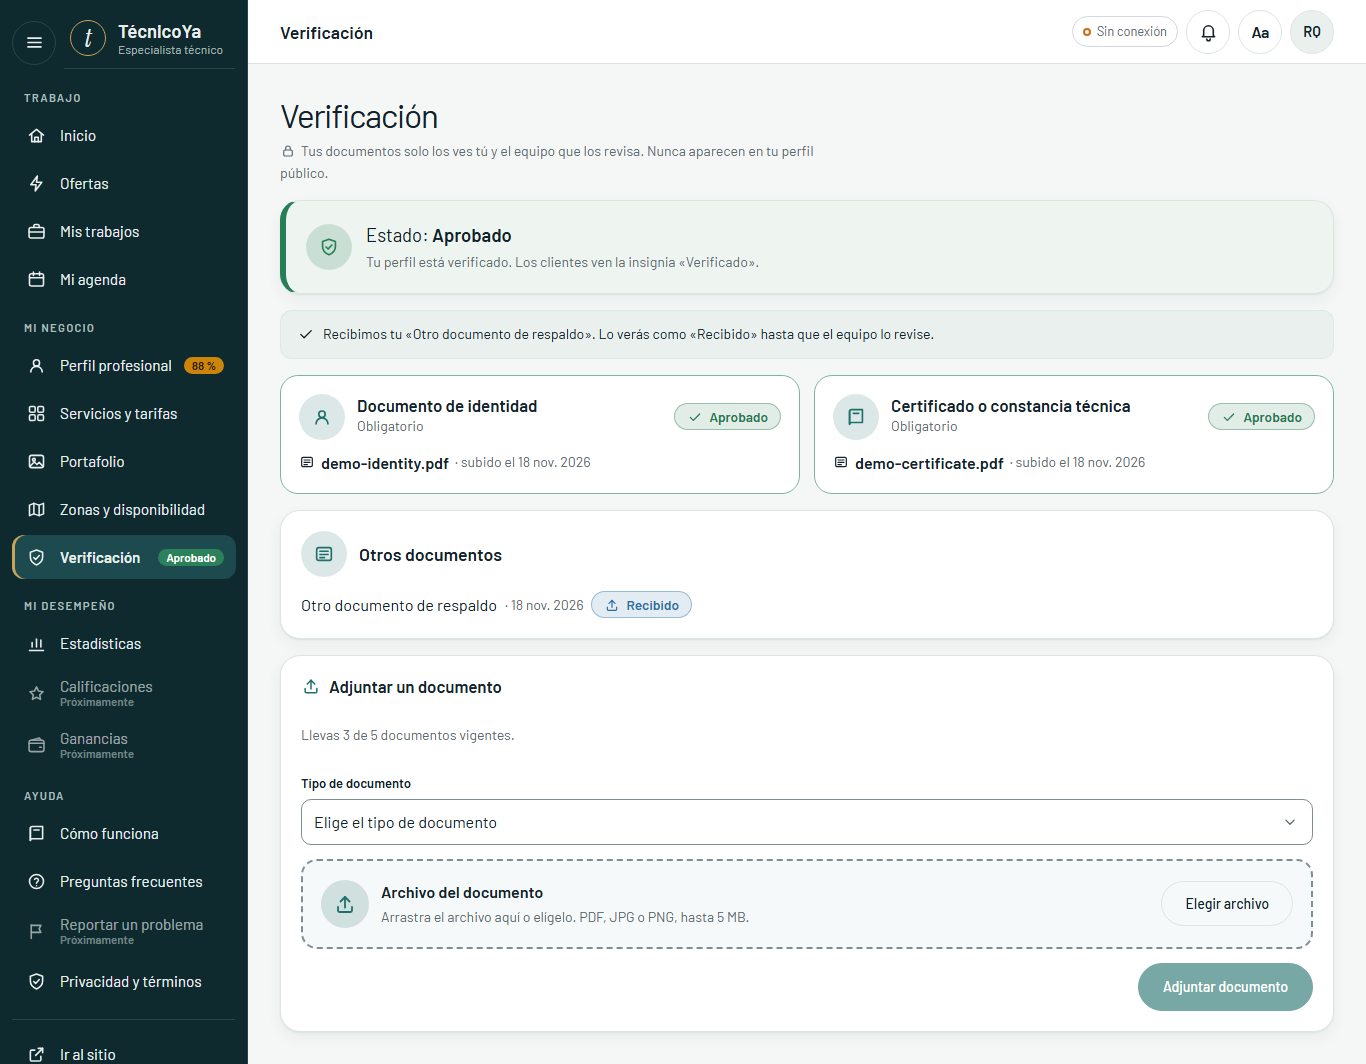 t
TécnicoYa
Especialista técnico
TRABAJO
Inicio
Ofertas
Mis trabajos
Mi agenda
MI NEGOCIO
Perfil profesional 88 %
Servicios y tarifas
Portafolio
Zonas y disponibilidad
Verificación Aprobado
MI DESEMPEÑO
Estadísticas
Calificaciones
Próximamente
Ganancias
Próximamente
AYUDA
Cómo funciona
Preguntas frecuentes
Reportar un problema
Próximamente
Privacidad y términos
Ir al sitio
Verificación
Sin conexión
Aa
RQ
Verificación
Tus documentos solo los ves tú y el equipo que los revisa. Nunca aparecen en tu perfil
público.
Estado: Aprobado
Tu perfil está verificado. Los clientes ven la insignia «Verificado».
Recibimos tu «Otro documento de respaldo». Lo verás como «Recibido» hasta que el equipo lo revise.
Documento de identidad
Obligatorio
Aprobado
demo-identity.pdf · subido el 18 nov. 2026
Certificado o constancia técnica
Obligatorio
Aprobado
demo-certificate.pdf · subido el 18 nov. 2026
Otros documentos
Otro documento de respaldo · 18 nov. 2026 Recibido
Adjuntar un documento
Llevas 3 de 5 documentos vigentes.
Tipo de documento
Elige el tipo de documento
Archivo del documento
Arrastra el archivo aquí o elígelo. PDF, JPG o PNG, hasta 5 MB.
Elegir archivo
Adjuntar documento